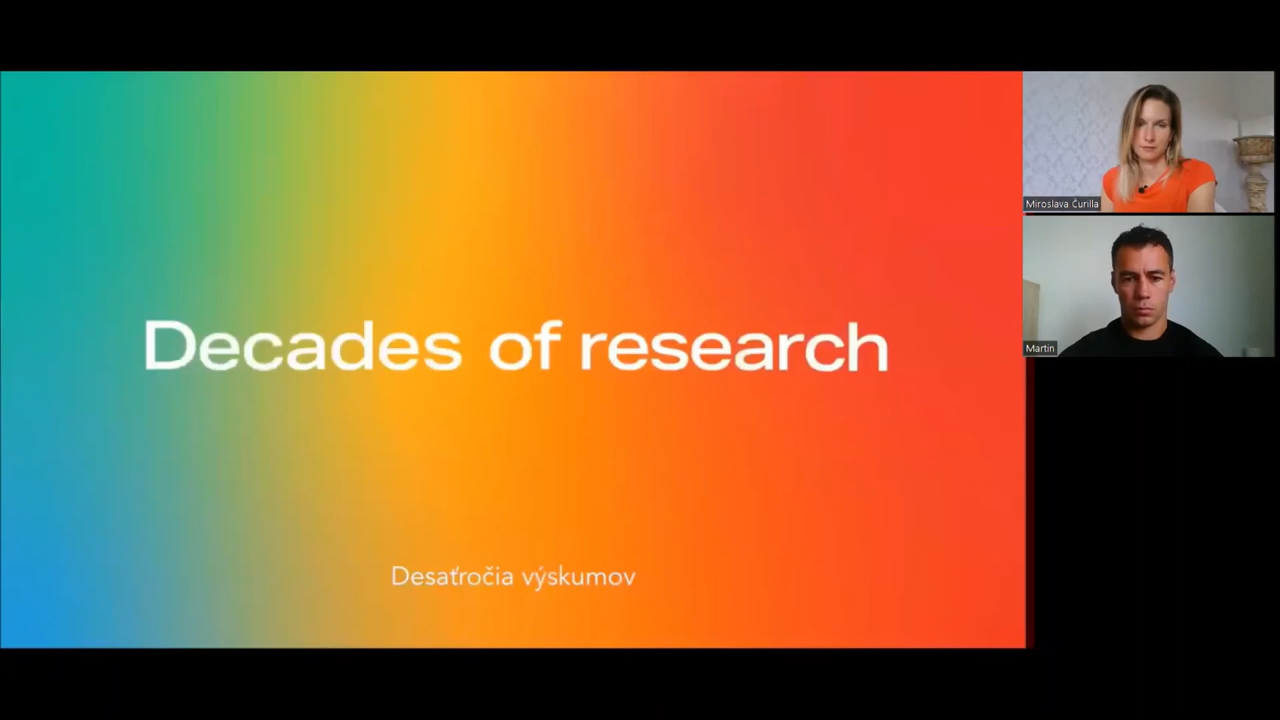 Decades of research
Desaťročia výskumov
Miroslava Čurilla
Martin